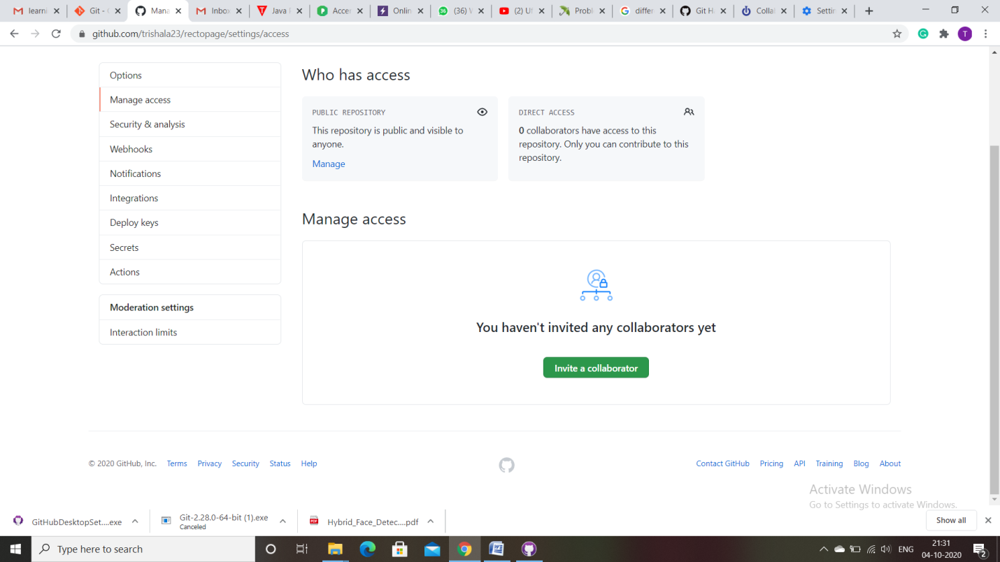 learni
Git - C
Mana
Inbox
Java I
Accer
Onlin
(36) V
(2) Uf
Probl
differ
Git H
Collal
Settin
github.com/trishala23/rectopage/settings/access
T
Options
Manage access
Security & analysis
Webhooks
Notifications
Integrations
Deploy keys
Secrets
Actions
Moderation settings
Interaction limits
Who has access
PUBLIC REPOSITORY
This repository is public and visible to
anyone.
Manage
DIRECT ACCESS
0 collaborators have access to this
repository. Only you can contribute to this
repository.
Manage access
You haven't invited any collaborators yet
Invite a collaborator
© 2020 GitHub, Inc. Terms Privacy Security Status Help
Contact GitHub Pricing API Training Blog About
Activate Windows
Go to Settings to activate Windows.
GitHubDesktopSet....exe
Git-2.28.0-64-bit (1).exe
Canceled
Hybrid_Face_Detec....pdf
Show all
Type here to search
ENG
21:31
04-10-2020
2